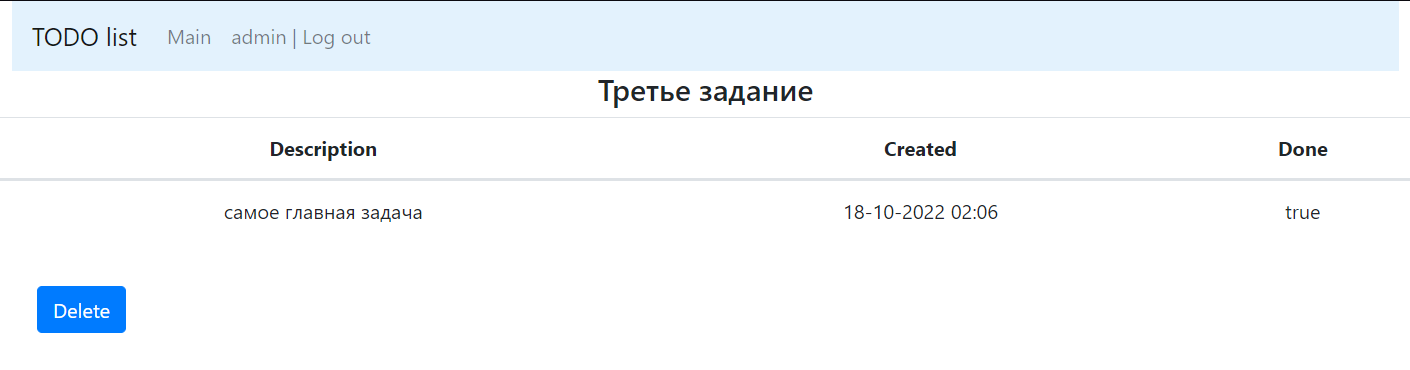 TODO list Main admin | Log out
Третье задание
Description Created Done
самое главная задача 18-10-2022 02:06 true
Delete